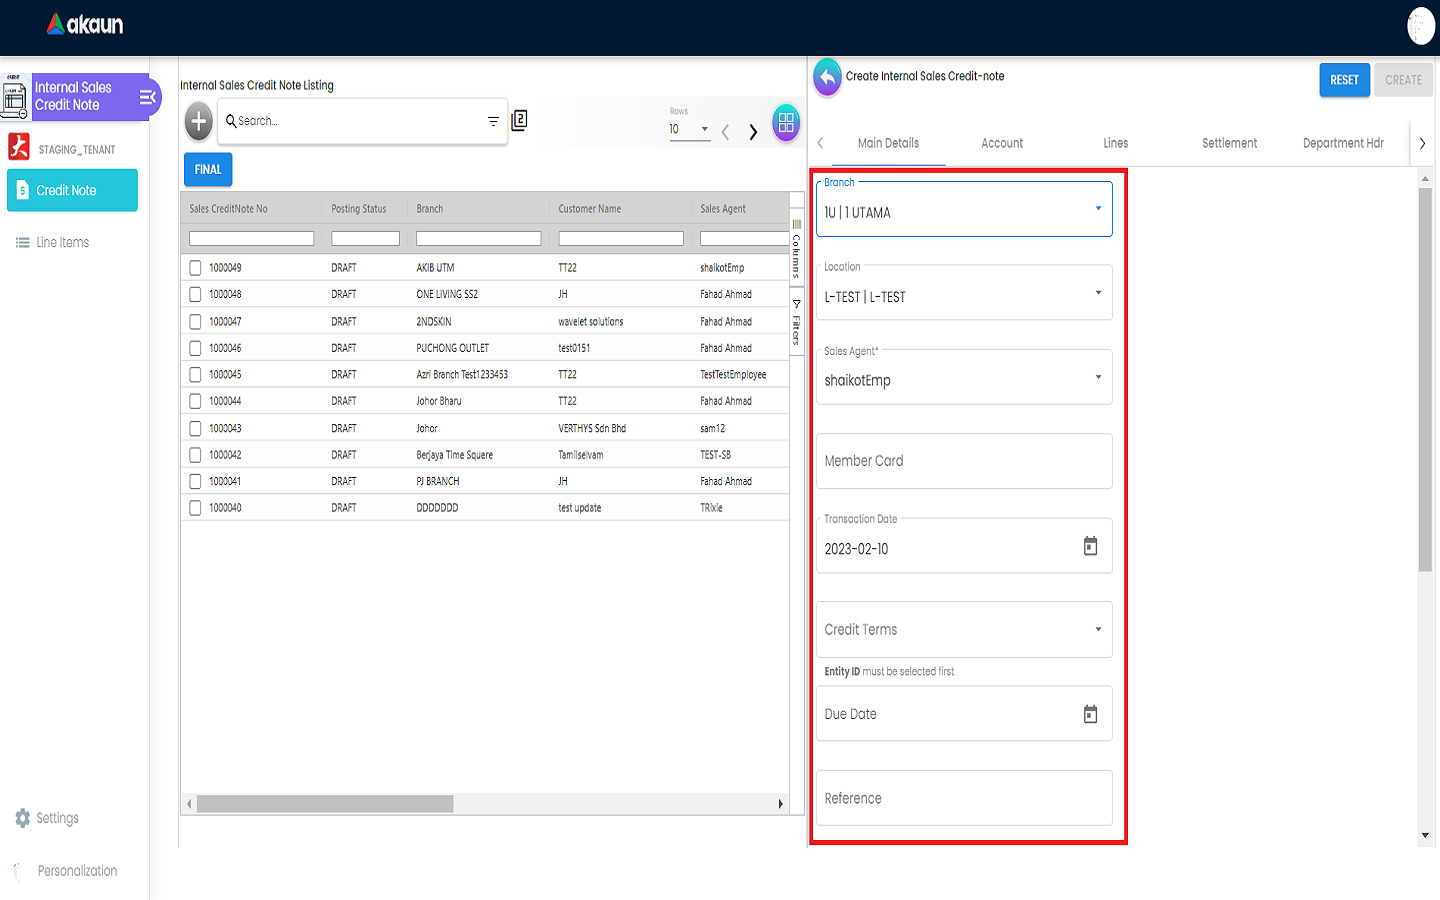 akaun
Internal Sales
Credit Note
STAGING_TENANT
Credit Note
Line Items
Settings
Personalization
Internal Sales Credit Note Listing
Search...
2
Rows
10
FINAL
Sales CreditNote No Posting Status Branch Customer Name Sales Agent
1000049 DRAFT AKIB UTM TT22 shaikotEmp
1000048 DRAFT ONE LIVING SS2 JH Fahad Ahmad
1000047 DRAFT 2NDSKIN wavelet solutions Fahad Ahmad
1000046 DRAFT PUCHONG OUTLET test0151 Fahad Ahmad
1000045 DRAFT Azri Branch Test1233453 TT22 TestTestEmployee
1000044 DRAFT Johor Bharu TT22 Fahad Ahmad
1000043 DRAFT Johor VERTHYS Sdn Bhd sam12
1000042 DRAFT Berjaya Time Squere Tamilselvam TEST-SB
1000041 DRAFT PJ BRANCH JH Fahad Ahmad
1000040 DRAFT DDDDDDD test update TRixie
Columns
Filters
Create Internal Sales Credit-note
RESET CREATE
Main Details Account Lines Settlement Department Hdr
Branch
1U | 1 UTAMA
Location
L-TEST | L-TEST
Sales Agent*
shaikotEmp
Member Card
Transaction Date
2023-02-10
Credit Terms
Entity ID must be selected first
Due Date
Reference